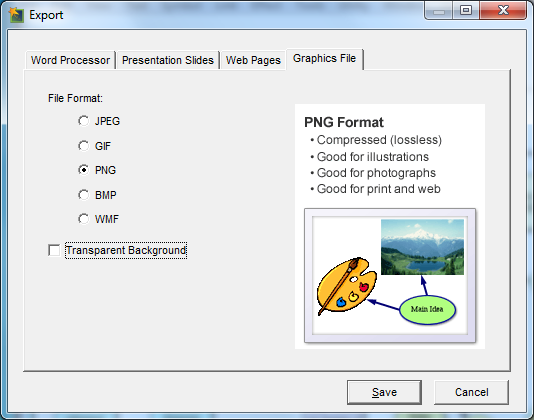 Export
Word Processor Presentation Slides Web Pages Graphics File
File Format:
JPEG
GIF
PNG
BMP
WMF
Transparent Background
PNG Format
• Compressed (lossless)
• Good for illustrations
• Good for photographs
• Good for print and web
Main Idea
Save Cancel